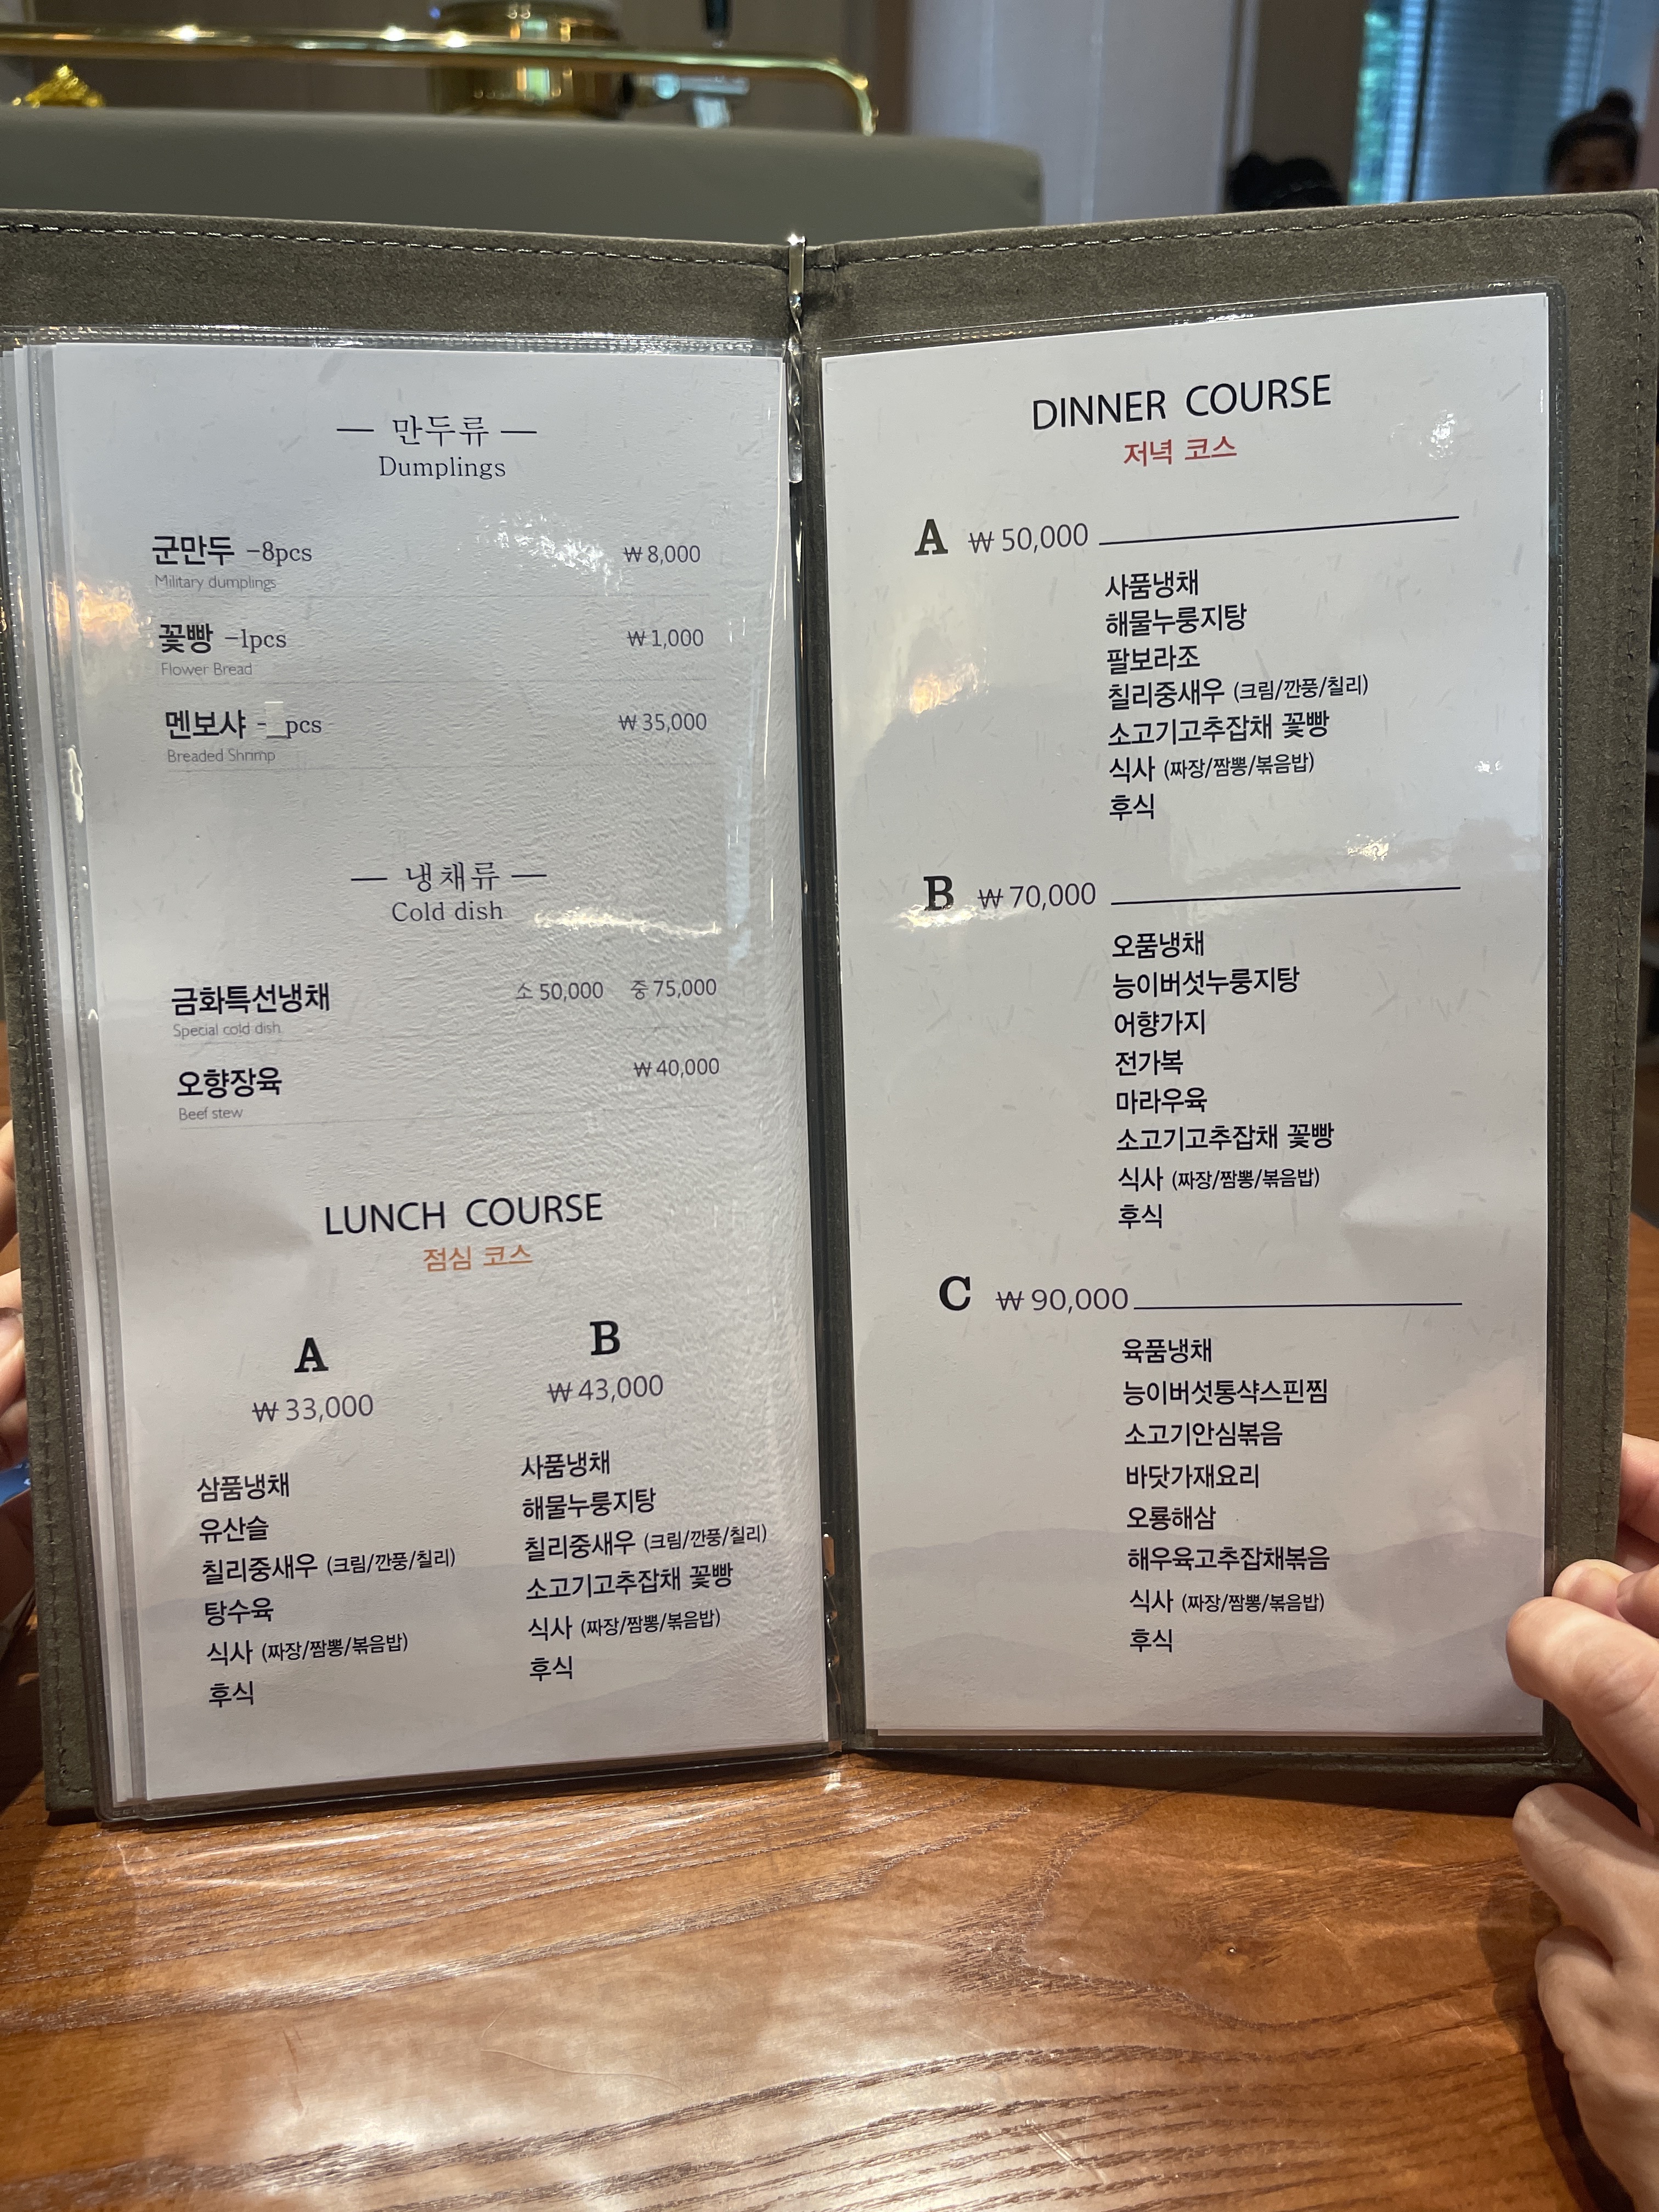 — 만두류 —
Dumplings
군만두 -8pcs ₩8,000
Military dumplings
꽃빵 -1pcs ₩1,000
Flower Bread
멘보샤 -_pcs ₩35,000
Breaded Shrimp
— 냉채류 —
Cold dish
금화특선냉채 소 50,000 중 75,000
Special cold dish
오향장육 ₩40,000
Beef stew
LUNCH COURSE
점심 코스
A
₩33,000
삼품냉채
유산슬
칠리중새우 (크림/깐풍/칠리)
탕수육
식사 (짜장/짬뽕/볶음밥)
후식
B
₩43,000
사품냉채
해물누룽지탕
칠리중새우 (크림/깐풍/칠리)
소고기고추잡채 꽃빵
식사 (짜장/짬뽕/볶음밥)
후식
DINNER COURSE
저녁 코스
A ₩50,000
사품냉채
해물누룽지탕
팔보라조
칠리중새우 (크림/깐풍/칠리)
소고기고추잡채 꽃빵
식사 (짜장/짬뽕/볶음밥)
후식
B ₩70,000
오품냉채
능이버섯누룽지탕
어향가지
전가복
마라우육
소고기고추잡채 꽃빵
식사 (짜장/짬뽕/볶음밥)
후식
C ₩90,000
육품냉채
능이버섯통샥스핀찜
소고기안심볶음
바닷가재요리
오룡해삼
해우육고추잡채볶음
식사 (짜장/짬뽕/볶음밥)
후식